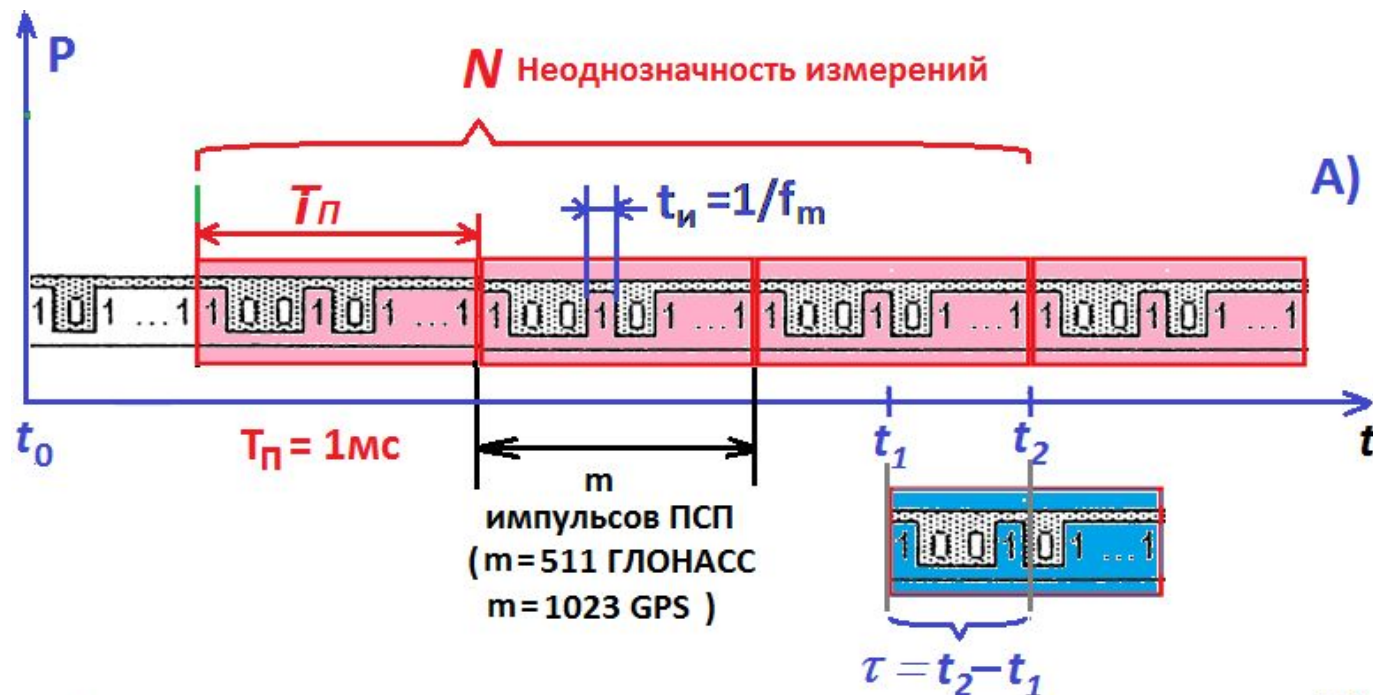 P
N Неоднозначность измерений
А)
Tп
tи =1/fm
1 0 1 ... 1 1 0 0 1 0 1 ... 1 1 0 0 1 0 1 ... 1 1 0 0 1 0 1 ... 1 1 0 0 1 0 1 ... 1
t0
Tп = 1мс
t1
t2
t
m
импульсов ПСП
( m=511 ГЛОНАСС
m=1023 GPS )
1 0 0 1 0 1 ... 1
τ = t2 – t1